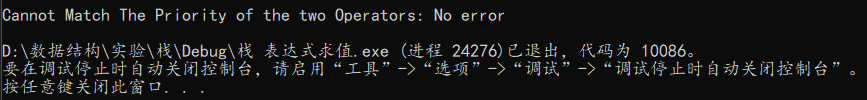 Cannot Match The Priority of the two Operators: No error
D:\数据结构\实验\栈\Debug\栈 表达式求值.exe (进程 24276)已退出，代码为 10086。
要在调试停止时自动关闭控制台，请启用“工具”->“选项”->“调试”->“调试停止时自动关闭控制台”。
按任意键关闭此窗口. . .